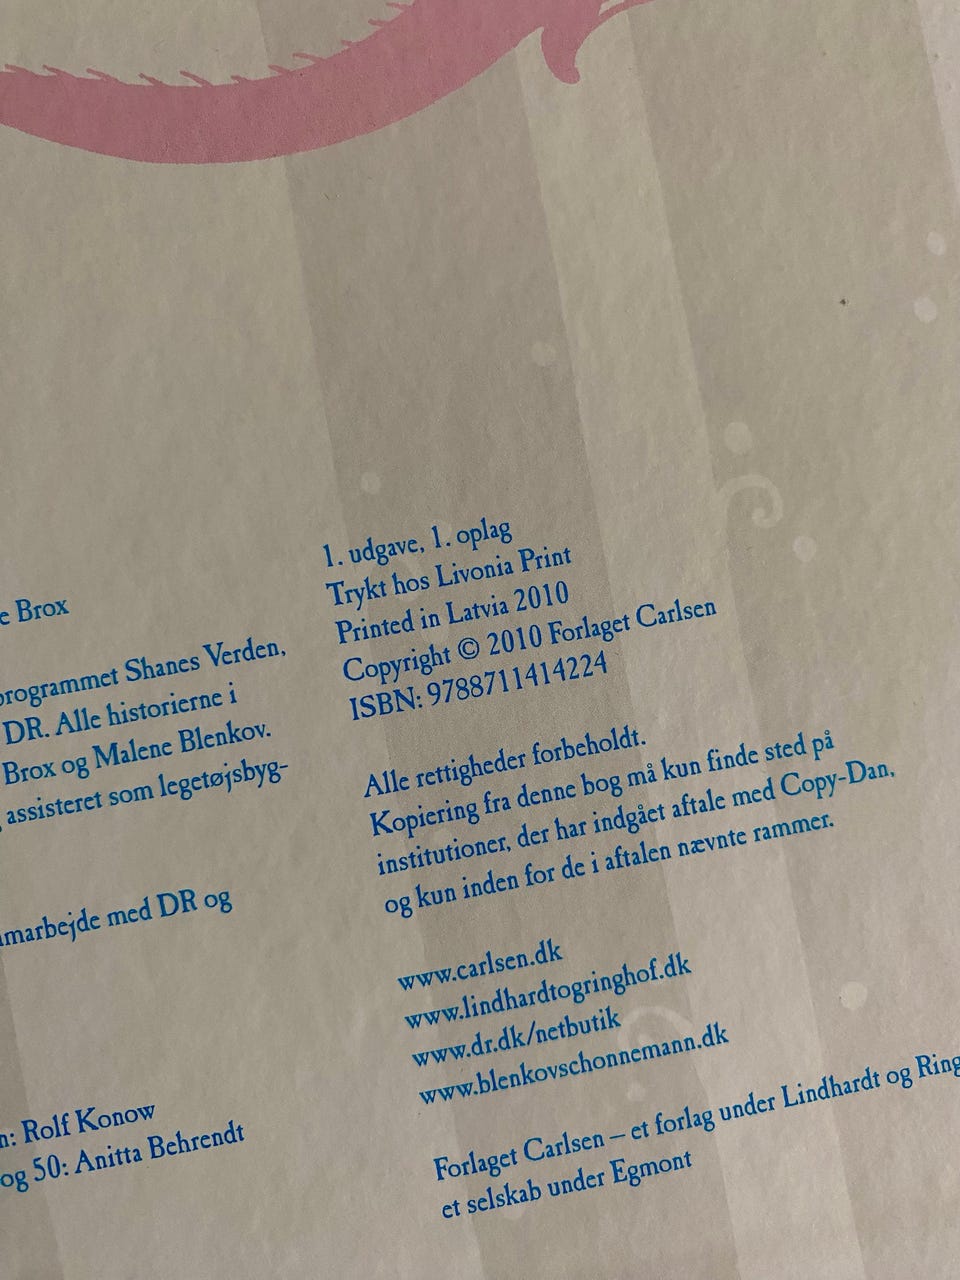 e Brox
programmet Shanes Verden,
DR. Alle historierne i
Brox og Malene Blenkov.
, assisteret som legetøjsbyg-
marbejde med DR og
n: Rolf Konow
og 50: Anitta Behrendt
1. udgave, 1. oplag
Trykt hos Livonia Print
Printed in Latvia 2010
Copyright © 2010 Forlaget Carlsen
ISBN: 9788711414224
Alle rettigheder forbeholdt.
Kopiering fra denne bog må kun finde sted på
institutioner, der har indgået aftale med Copy-Dan,
og kun inden for de i aftalen nævnte rammer.
www.carlsen.dk
www.lindhardtogringhof.dk
www.dr.dk/netbutik
www.blenkovschonnemann.dk
Forlaget Carlsen – et forlag under Lindhardt og Ring
et selskab under Egmont